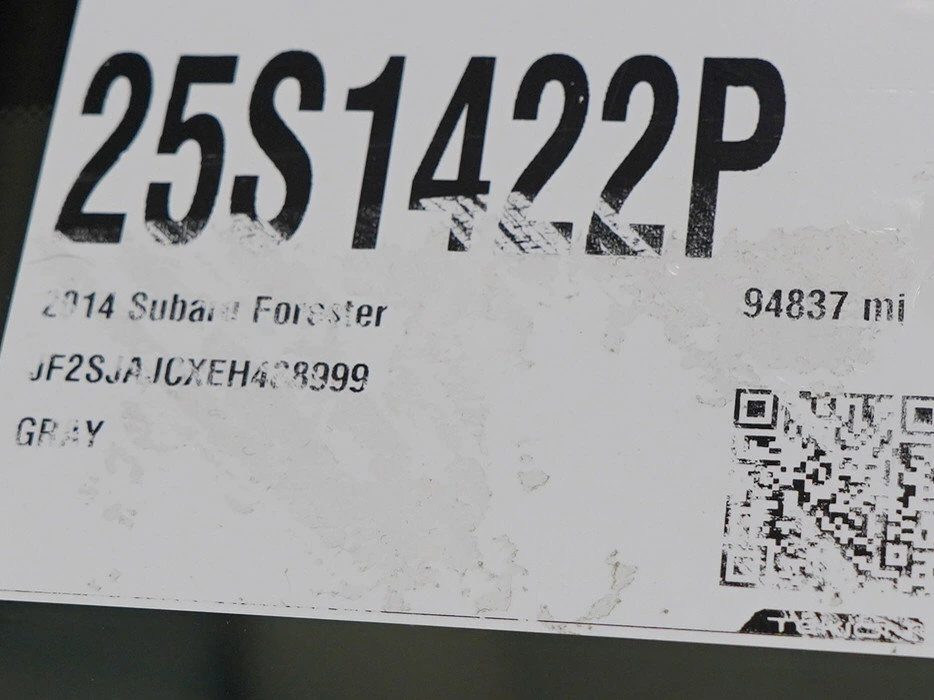 25S1422P
2014 Subaru Forester
94837 mi
GRAY